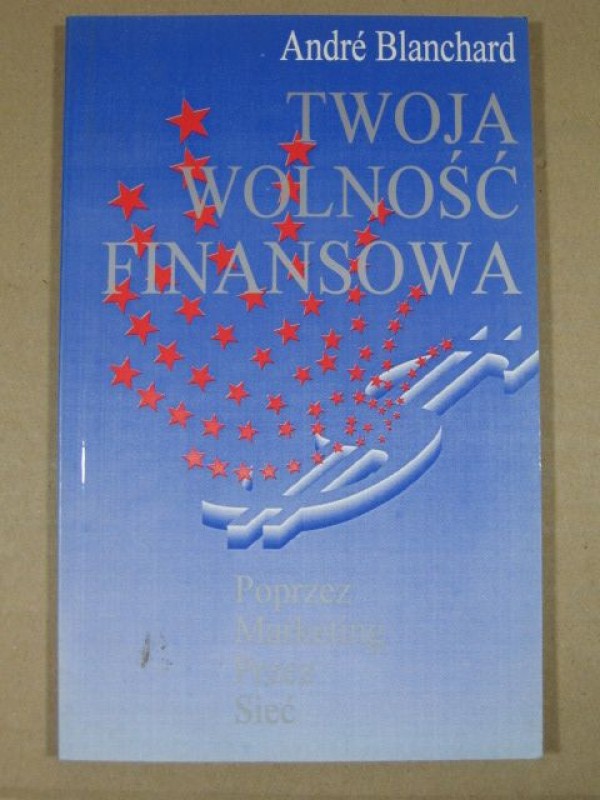 André Blanchard
TWOJA
WOLNOŚĆ
FINANSOWA
Poprzez
Marketing
Przez
Sieć